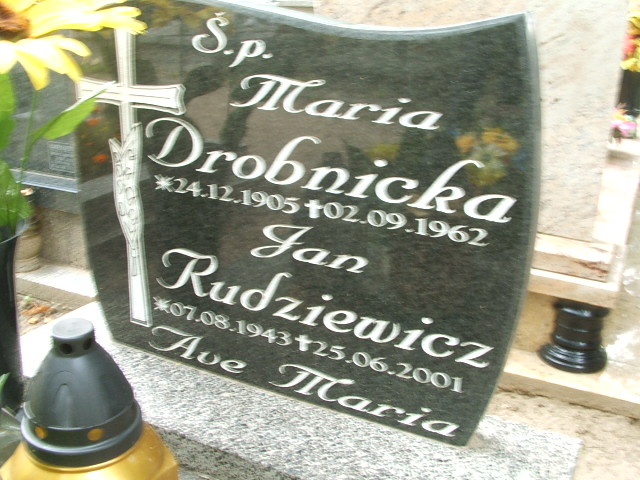 Ś.p.
Maria
Drobnicka
*24.12.1905 ✝02.09.1962
Jan
Rudziewicz
*07.08.1943 ✝25.06.2001
Ave Maria